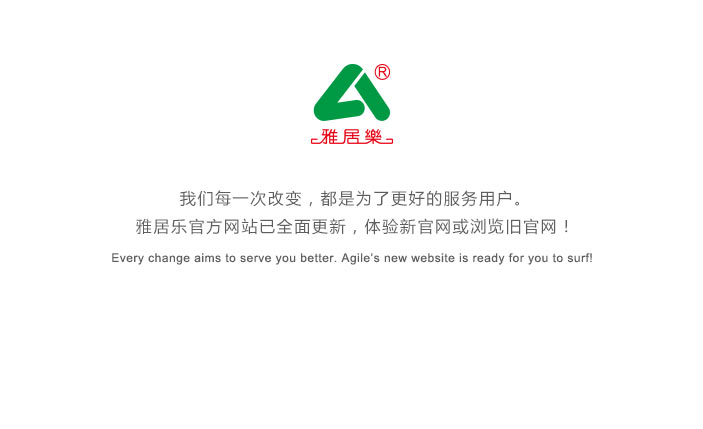 ®
雅居樂
我们每一次改变，都是为了更好的服务用户。
雅居乐官方网站已全面更新，体验新官网或浏览旧官网！
Every change aims to serve you better. Agile's new website is ready for you to surf!